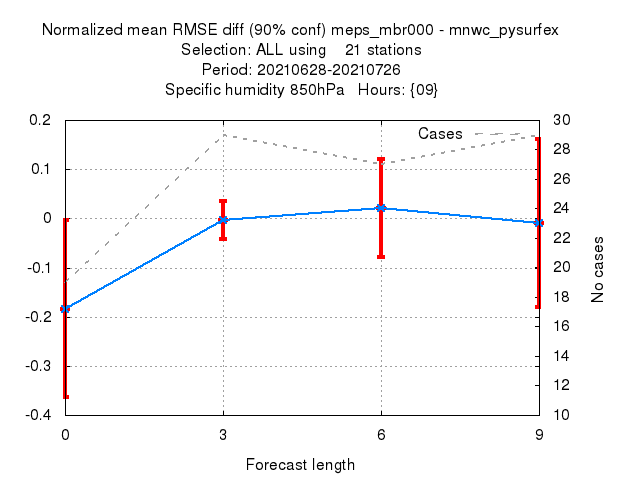 Normalized mean RMSE diff (90% conf) meps_mbr000 - mnwc_pysurfex
Selection: ALL using 21 stations
Period: 20210628-20210726
Specific humidity 850hPa Hours: {09}
Cases
0.2
0.1
0
-0.1
-0.2
-0.3
-0.4
30
28
26
24
22
20
18
16
14
12
10
No cases
0 3 6 9
Forecast length